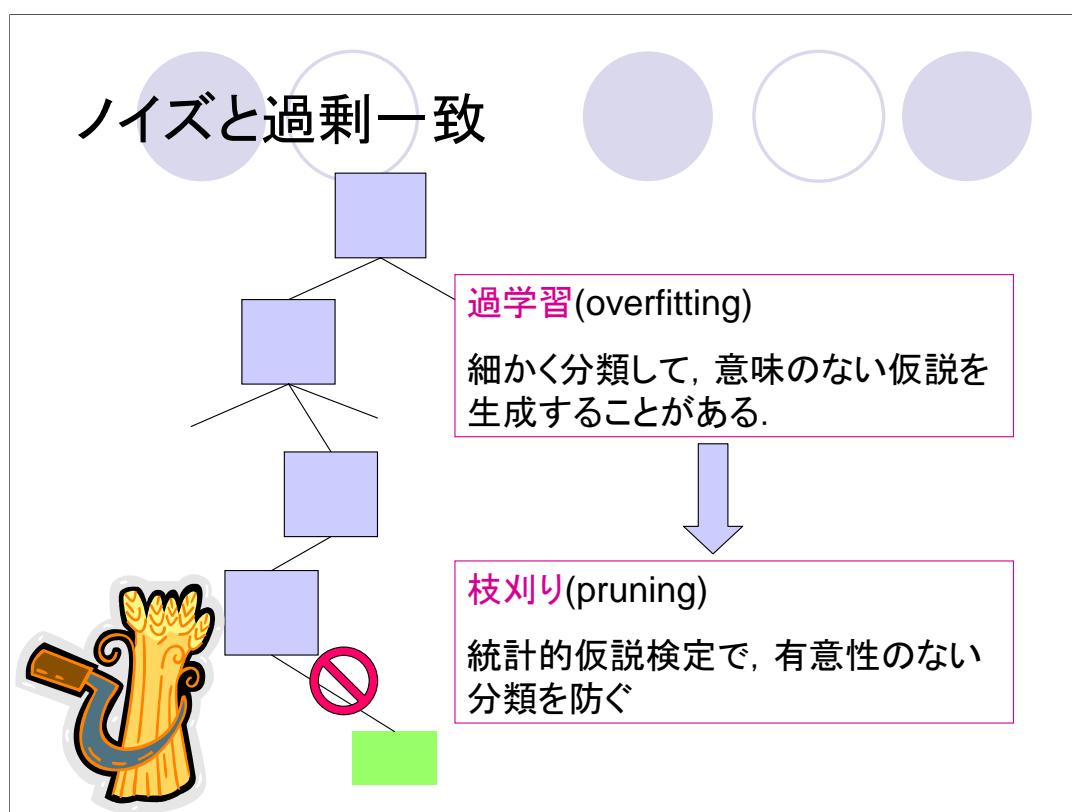 ノイズと過剰一致
過学習(overfitting)
細かく分類して，意味のない仮説を
生成することがある.
枝刈り(pruning)
統計的仮説検定で，有意性のない
分類を防ぐ